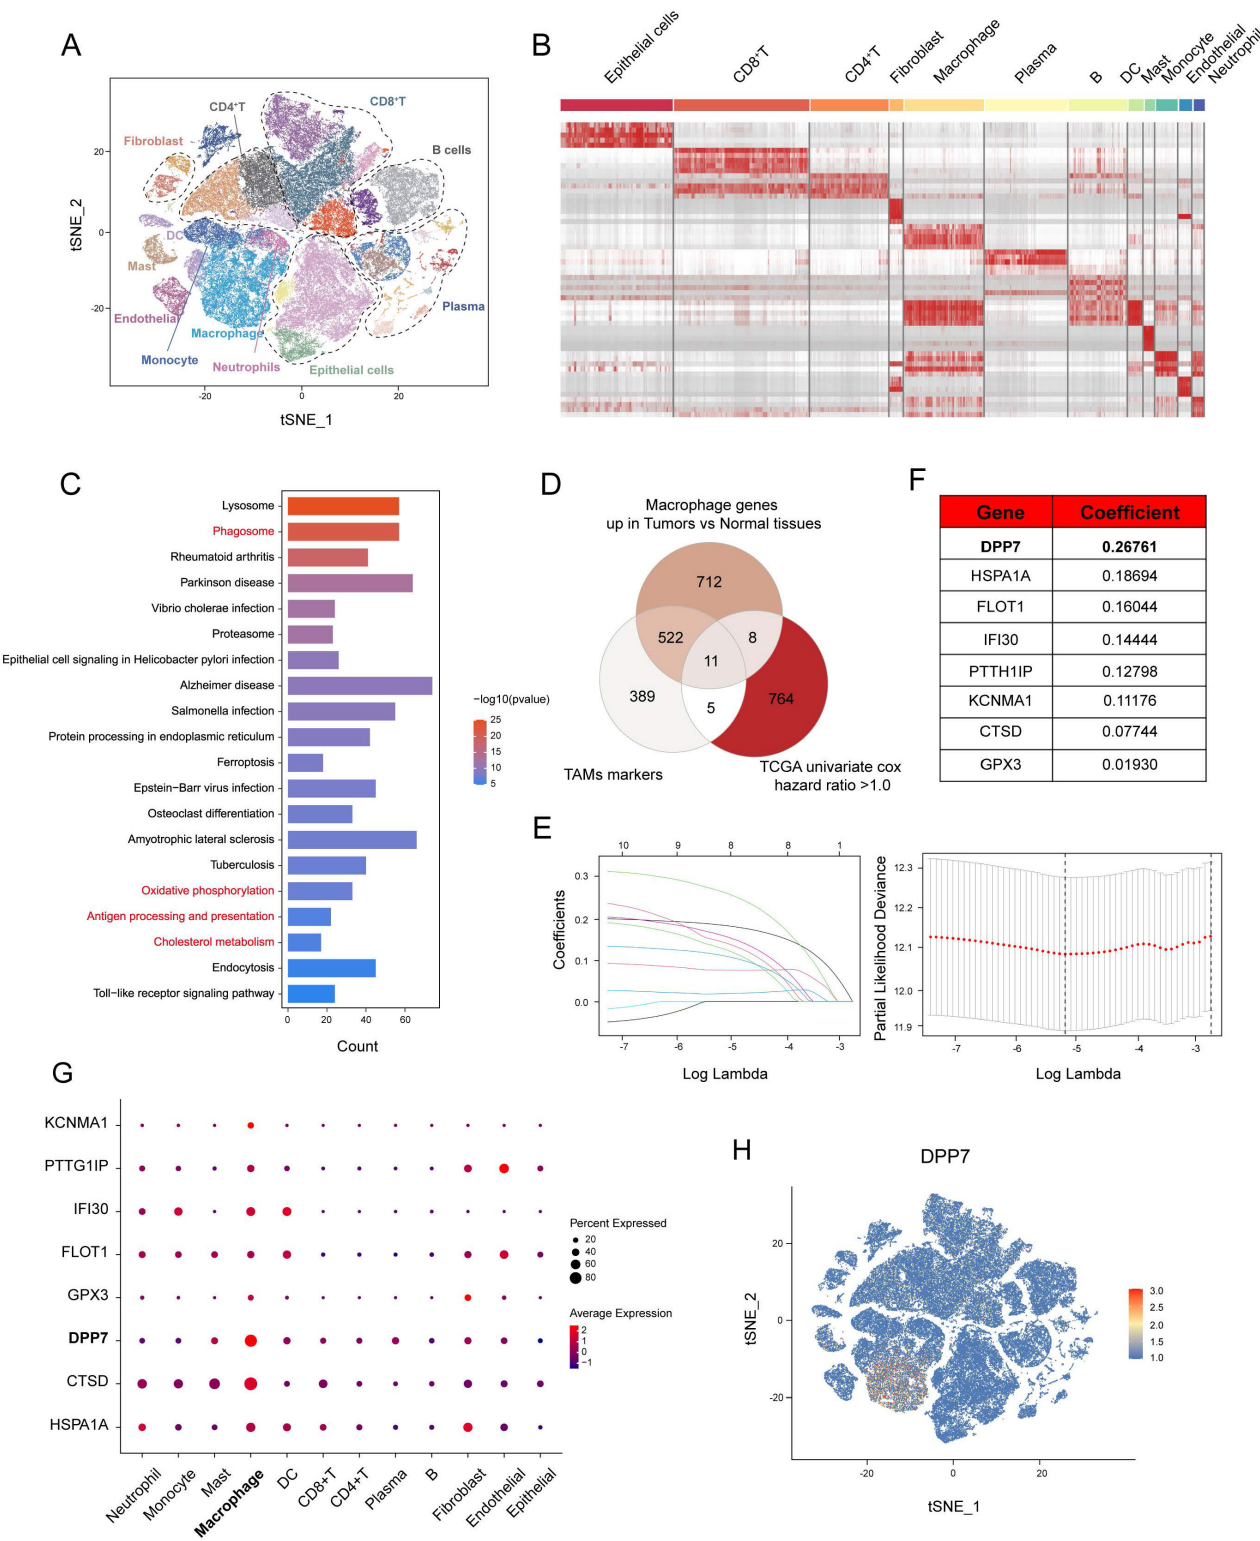 A
CD4+T
CD8+T
Fibroblast
B cells
DC
Mast
Endothelial
Macrophage
Plasma
Monocyte
Neutrophils
Epithelial cells
20
0
-20
-20
0
20
tSNE_2
tSNE_1
B
Epithelial cells
CD8+T
CD4+T
Fibroblast
Macrophage
Plasma
B
DC
Mast
Monocyte
Endothelial
Neutrophil
C
Lysosome
Phagosome
Rheumatoid arthritis
Parkinson disease
Vibrio cholerae infection
Proteasome
Epithelial cell signaling in Helicobacter pylori infection
Alzheimer disease
Salmonella infection
Protein processing in endoplasmic reticulum
Ferroptosis
Epstein−Barr virus infection
Osteoclast differentiation
Amyotrophic lateral sclerosis
Tuberculosis
Oxidative phosphorylation
Antigen processing and presentation
Cholesterol metabolism
Endocytosis
Toll−like receptor signaling pathway
0
20
40
60
Count
−log10(pvalue)
25
20
15
10
5
D
Macrophage genes
up in Tumors vs Normal tissues
712
522
8
11
389
5
764
TAMs markers
TCGA univariate cox
hazard ratio >1.0
F
Gene Coefficient
DPP7 0.26761
HSPA1A 0.18694
FLOT1 0.16044
IFI30 0.14444
PTTH1IP 0.12798
KCNMA1 0.11176
CTSD 0.07744
GPX3 0.01930
E
10 9 8 8 1
0.3
0.2
0.1
0.0
Coefficients
-7 -6 -5 -4 -3
Log Lambda
12.3
12.2
12.1
12.0
11.9
Partial Likelihood Deviance
-7 -6 -5 -4 -3
Log Lambda
G
KCNMA1
PTTG1IP
IFI30
FLOT1
GPX3
DPP7
CTSD
HSPA1A
Neutrophil
Monocyte
Mast
Macrophage
DC
CD8+T
CD4+T
Plasma
B
Fibroblast
Endothelial
Epithelial
Percent Expressed
20
40
60
80
Average Expression
2
1
0
−1
H
DPP7
20
0
-20
tSNE_2
-20 0 20
tSNE_1
3.0
2.5
2.0
1.5
1.0